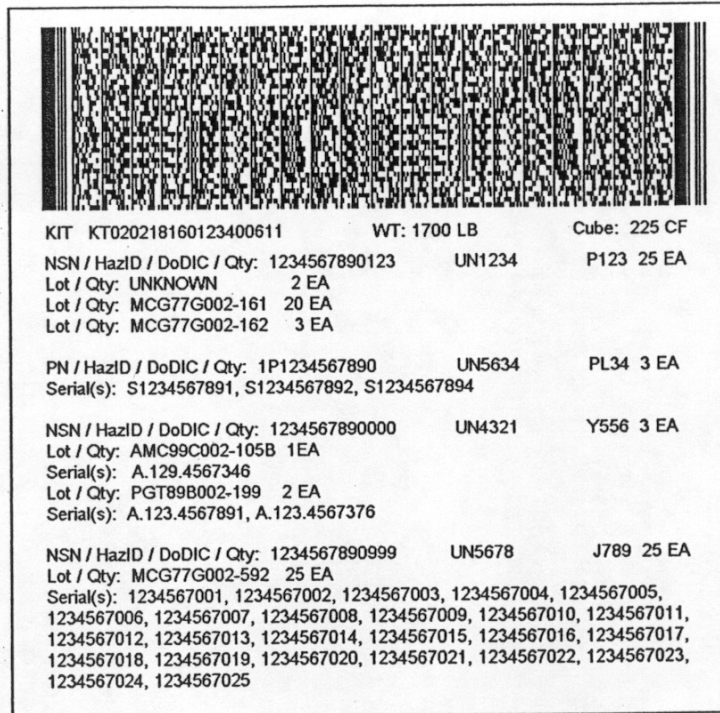 KIT KT020218160123400611 WT: 1700 LB Cube: 225 CF
NSN / HazID / DoDIC / Qty: 1234567890123 UN1234 P123 25 EA
Lot / Qty: UNKNOWN 2 EA
Lot / Qty: MCG77G002-161 20 EA
Lot / Qty: MCG77G002-162 3 EA
PN / HazID / DoDIC / Qty: 1P1234567890 UN5634 PL34 3 EA
Serial(s): S1234567891, S1234567892, S1234567894
NSN / HazID / DoDIC / Qty: 1234567890000 UN4321 Y556 3 EA
Lot / Qty: AMC99C002-105B 1EA
Serial(s): A.129.4567346
Lot / Qty: PGT89B002-199 2 EA
Serial(s): A.123.4567891, A.123.4567376
NSN / HazID / DoDIC / Qty: 1234567890999 UN5678 J789 25 EA
Lot / Qty: MCG77G002-592 25 EA
Serial(s): 1234567001, 1234567002, 1234567003, 1234567004, 1234567005,
1234567006, 1234567007, 1234567008, 1234567009, 1234567010, 1234567011,
1234567012, 1234567013, 1234567014, 1234567015, 1234567016, 1234567017,
1234567018, 1234567019, 1234567020, 1234567021, 1234567022, 1234567023,
1234567024, 1234567025